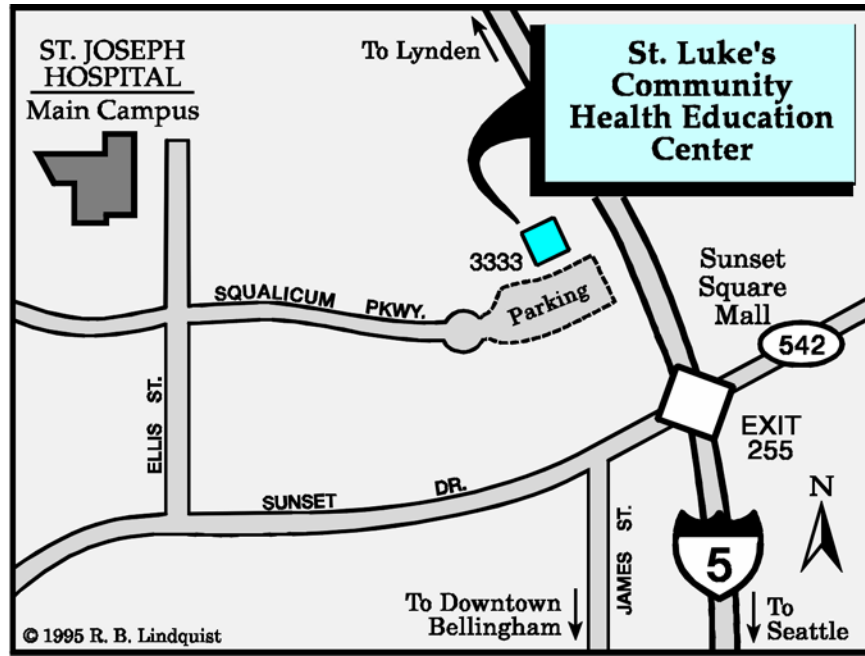 ST. JOSEPH
HOSPITAL
Main Campus
To Lynden
St. Luke's
Community
Health Education
Center
3333
Parking
SQUALICUM PKWY.
Sunset
Square
Mall
542
EXIT
255
ELLIS ST.
SUNSET DR.
JAMES ST.
N
5
To Downtown
Bellingham
To
Seattle
© 1995 R. B. Lindquist